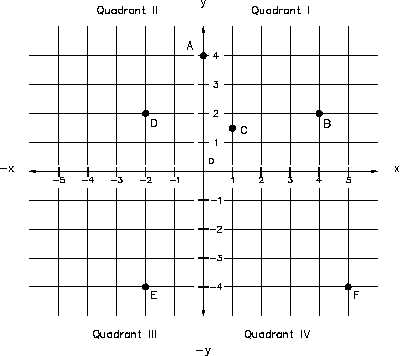 y
Quadrant II Quadrant I
A
4
3
D 2 B
C
1
0
-x x
-5 -4 -3 -2 -1 1 2 3 4 5
-1
-2
-3
-4
E F
Quadrant III Quadrant IV
-y